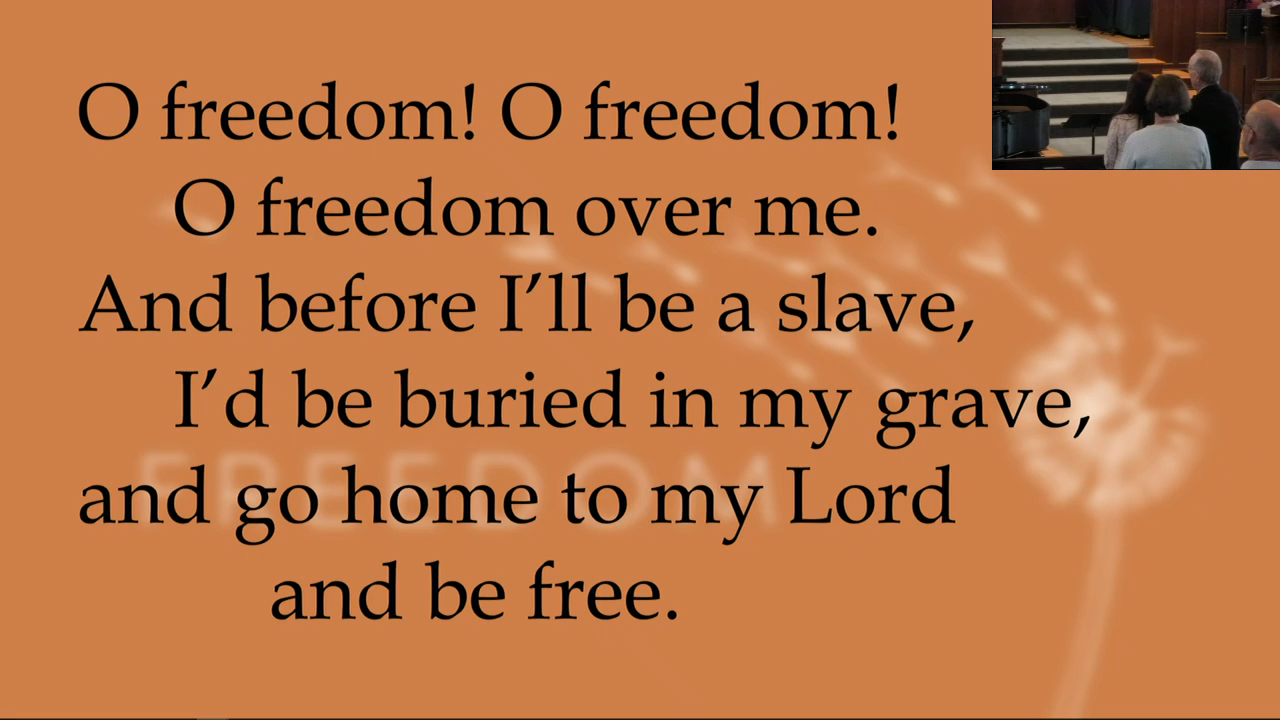 O freedom! O freedom!
O freedom over me.
And before I’ll be a slave,
I’d be buried in my grave,
FREEDOM
and go home to my Lord
and be free.